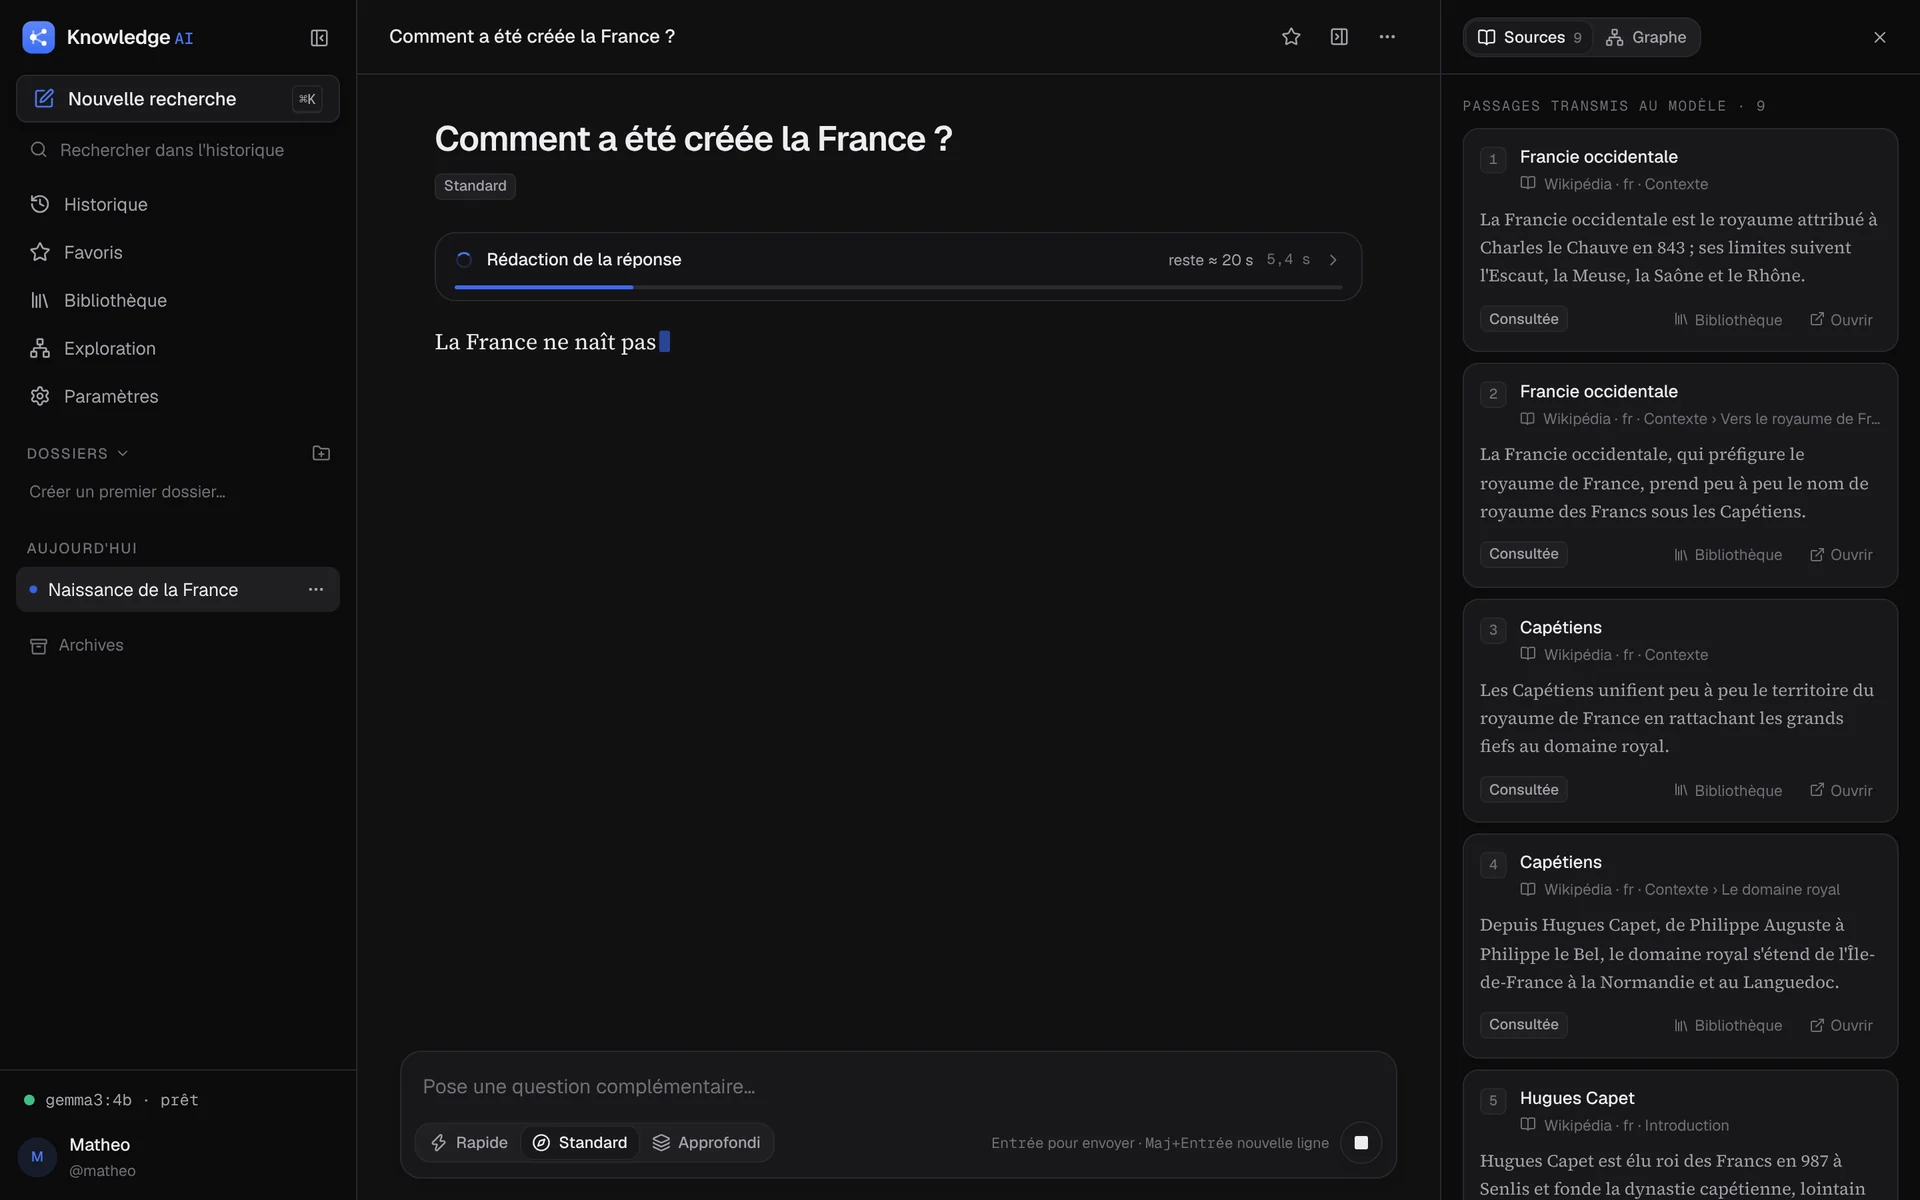 Knowledge AI
Nouvelle recherche
⌘K
Rechercher dans l'historique
Historique
Favoris
Bibliothèque
Exploration
Paramètres
DOSSIERS
Créer un premier dossier…
AUJOURD'HUI
Naissance de la France
Archives
gemma3:4b · prêt
M
Matheo
@matheo
Comment a été créée la France ?
Comment a été créée la France ?
Standard
Rédaction de la réponse
reste ≈ 20 s 5,4 s
La France ne naît pas
Pose une question complémentaire…
Rapide
Standard
Approfondi
Entrée pour envoyer · Maj+Entrée nouvelle ligne
Sources 9
Graphe
PASSAGES TRANSMIS AU MODÈLE · 9
1
Francie occidentale
Wikipédia · fr · Contexte
La Francie occidentale est le royaume attribué à
Charles le Chauve en 843 ; ses limites suivent
l'Escaut, la Meuse, la Saône et le Rhône.
Consultée
Bibliothèque
Ouvrir
2
Francie occidentale
Wikipédia · fr · Contexte › Vers le royaume de Fr…
La Francie occidentale, qui préfigure le
royaume de France, prend peu à peu le nom de
royaume des Francs sous les Capétiens.
Consultée
Bibliothèque
Ouvrir
3
Capétiens
Wikipédia · fr · Contexte
Les Capétiens unifient peu à peu le territoire du
royaume de France en rattachant les grands
fiefs au domaine royal.
Consultée
Bibliothèque
Ouvrir
4
Capétiens
Wikipédia · fr · Contexte › Le domaine royal
Depuis Hugues Capet, de Philippe Auguste à
Philippe le Bel, le domaine royal s'étend de l'Île-
de-France à la Normandie et au Languedoc.
Consultée
Bibliothèque
Ouvrir
5
Hugues Capet
Wikipédia · fr · Introduction
Hugues Capet est élu roi des Francs en 987 à
Senlis et fonde la dynastie capétienne, lointain